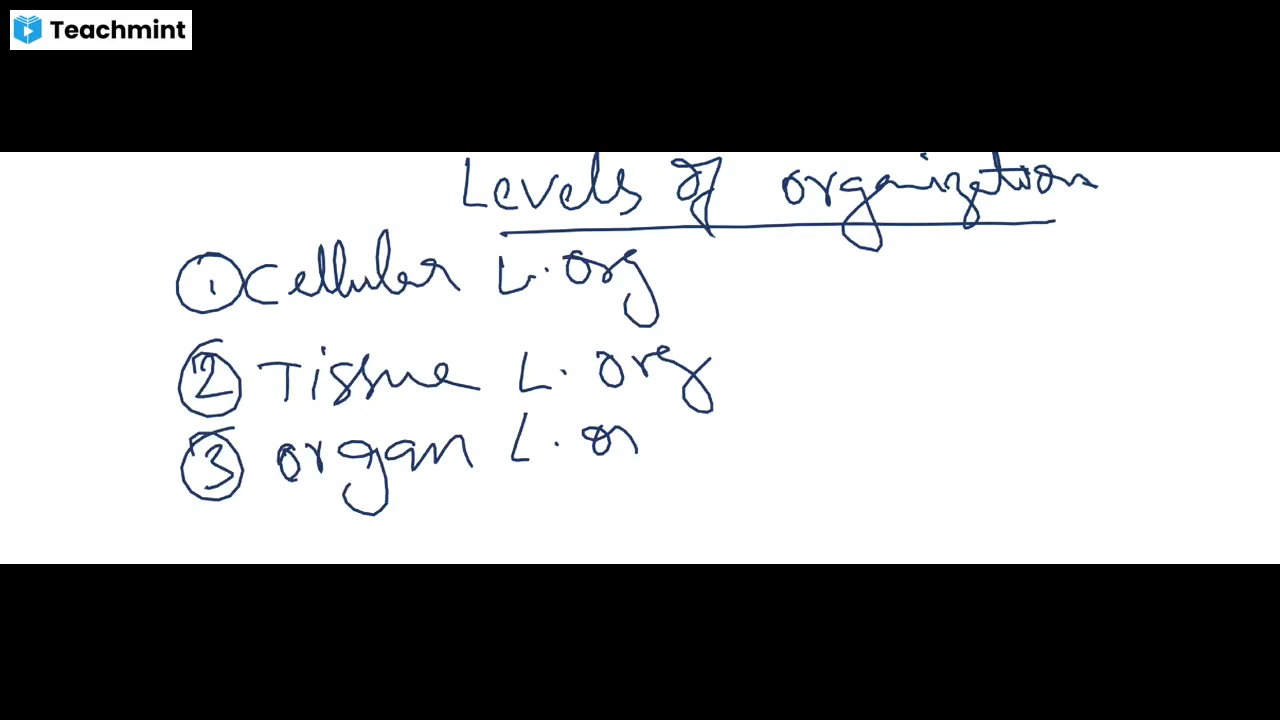 Teachmint
Levels of organization
① Cellular L. org
② Tissue L. org
③ organ L. or